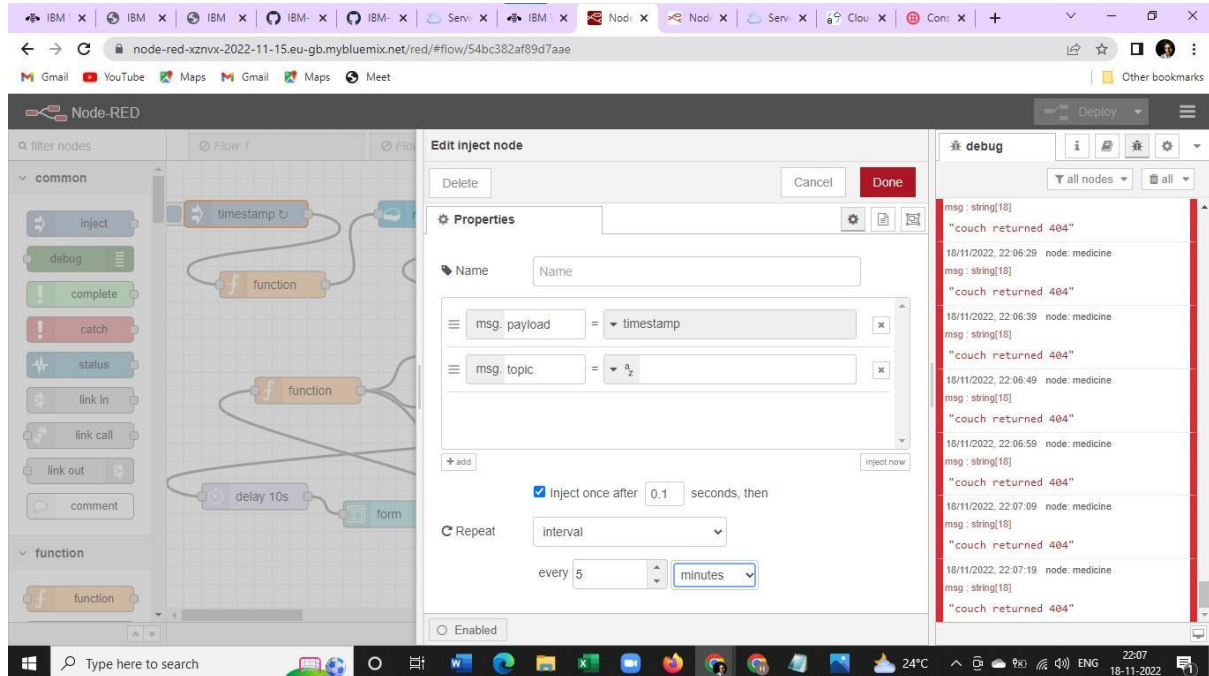 IBM
IBM
IBM
IBM-
IBM-
Servi
IBM
Node
Node
Servi
Clou
Cons
node-red-xznvx-2022-11-15.eu-gb.mybluemix.net/red/#flow/54bc382af89d7aae
Gmail YouTube Maps Gmail Maps Meet Other bookmarks
Node-RED Deploy
filter nodes
Flow 1
common
inject
debug
complete
catch
status
link in
link call
link out
comment
function
function
timestamp ↻
function
function
delay 10s
form
Edit inject node
Delete Cancel Done
Properties
Name Name
msg. payload = timestamp
msg. topic = az
+ add inject now
Inject once after 0.1 seconds, then
Repeat interval
every 5 minutes
Enabled
debug i
all nodes all
msg : string[18]
"couch returned 404"
18/11/2022, 22:06:29 node: medicine
msg : string[18]
"couch returned 404"
18/11/2022, 22:06:39 node: medicine
msg : string[18]
"couch returned 404"
18/11/2022, 22:06:49 node: medicine
msg : string[18]
"couch returned 404"
18/11/2022, 22:06:59 node: medicine
msg : string[18]
"couch returned 404"
18/11/2022, 22:07:09 node: medicine
msg : string[18]
"couch returned 404"
18/11/2022, 22:07:19 node: medicine
msg : string[18]
"couch returned 404"
Type here to search 24°C ENG 22:07
18-11-2022